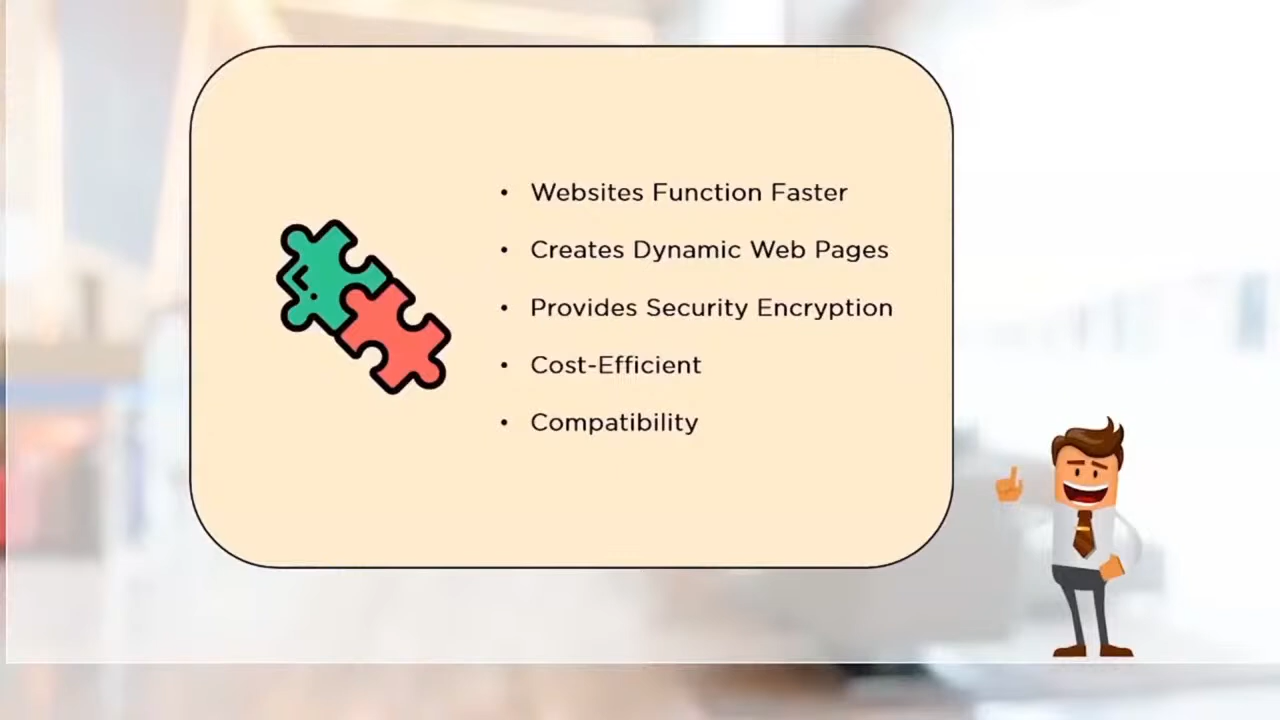 • Websites Function Faster
• Creates Dynamic Web Pages
• Provides Security Encryption
• Cost-Efficient
• Compatibility